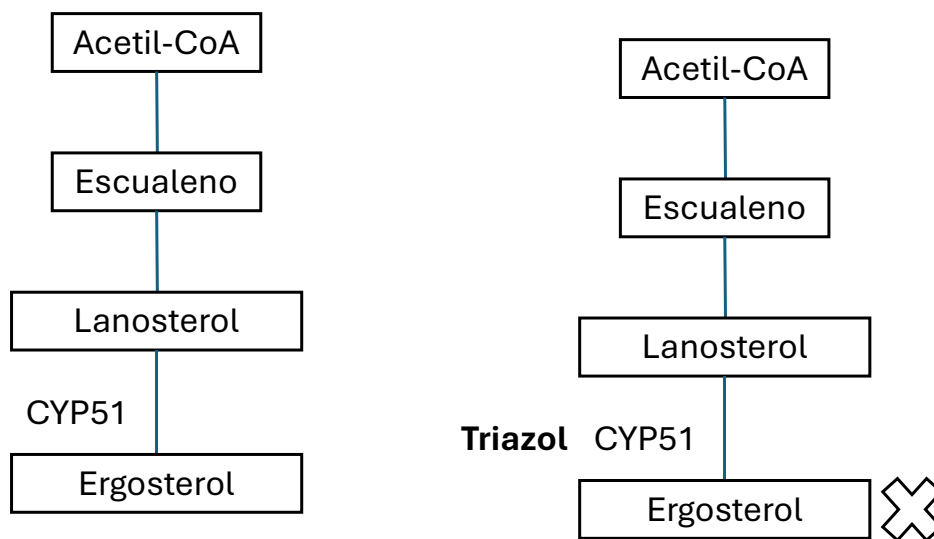 Acetil-CoA
Escualeno
Lanosterol
CYP51
Ergosterol
Acetil-CoA
Escualeno
Lanosterol
Triazol CYP51
Ergosterol